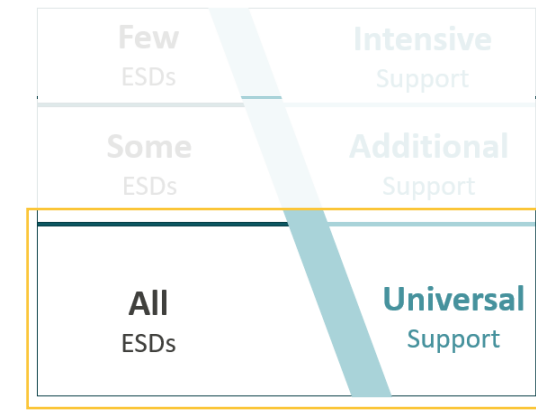 Few
ESDs
Intensive
Support
Some
ESDs
Additional
Support
All
ESDs
Universal
Support